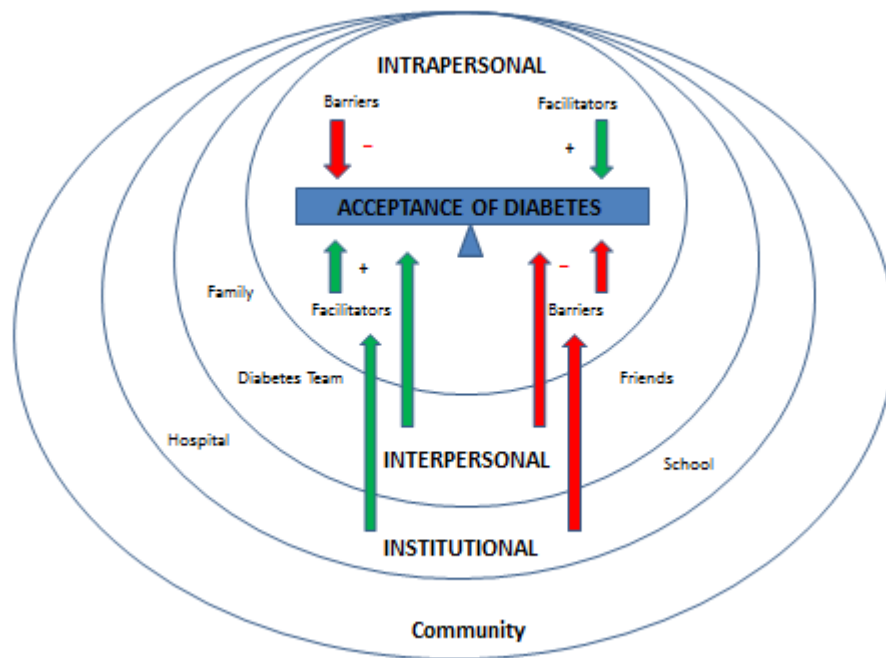 INTRAPERSONAL
Barriers
Facilitators
–
+
ACCEPTANCE OF DIABETES
+
–
Family
Facilitators
Barriers
Diabetes Team
Friends
Hospital
INTERPERSONAL
School
INSTITUTIONAL
Community